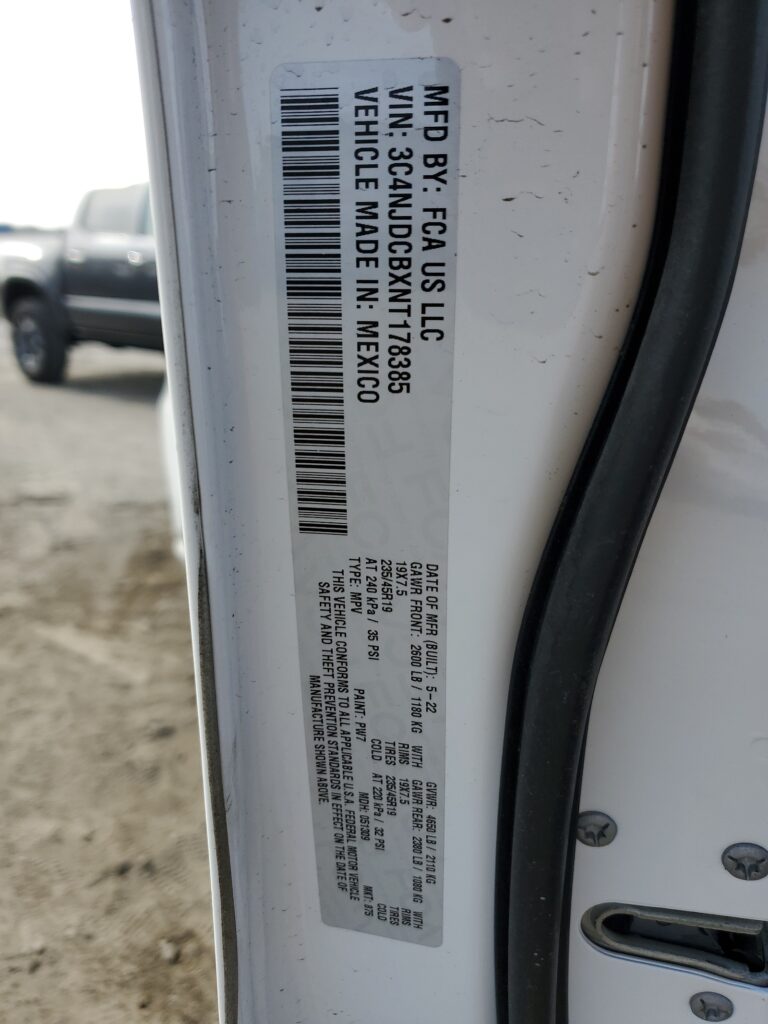 MFD BY: FCA US LLC
VIN: 3C4NJDCBXNT178385
VEHICLE MADE IN: MEXICO
DATE OF MFR (BUILT): 5-22 GVWR: 4650 LB / 2110 KG
GAWR FRONT: 2600 LB / 1180 KG WITH GAWR REAR: 2380 LB / 1080 KG WITH
19X7.5 RIMS 19X7.5 RIMS
235/45R19 TIRES 235/45R19 TIRES
AT 240 kPa / 35 PSI COLD AT 220 kPa / 32 PSI COLD
TYPE: MPV PAINT: PW7 MDH: 051309 MKT: 975
THIS VEHICLE CONFORMS TO ALL APPLICABLE U.S.A. FEDERAL MOTOR VEHICLE
SAFETY AND THEFT PREVENTION STANDARDS IN EFFECT ON THE DATE OF
MANUFACTURE SHOWN ABOVE.